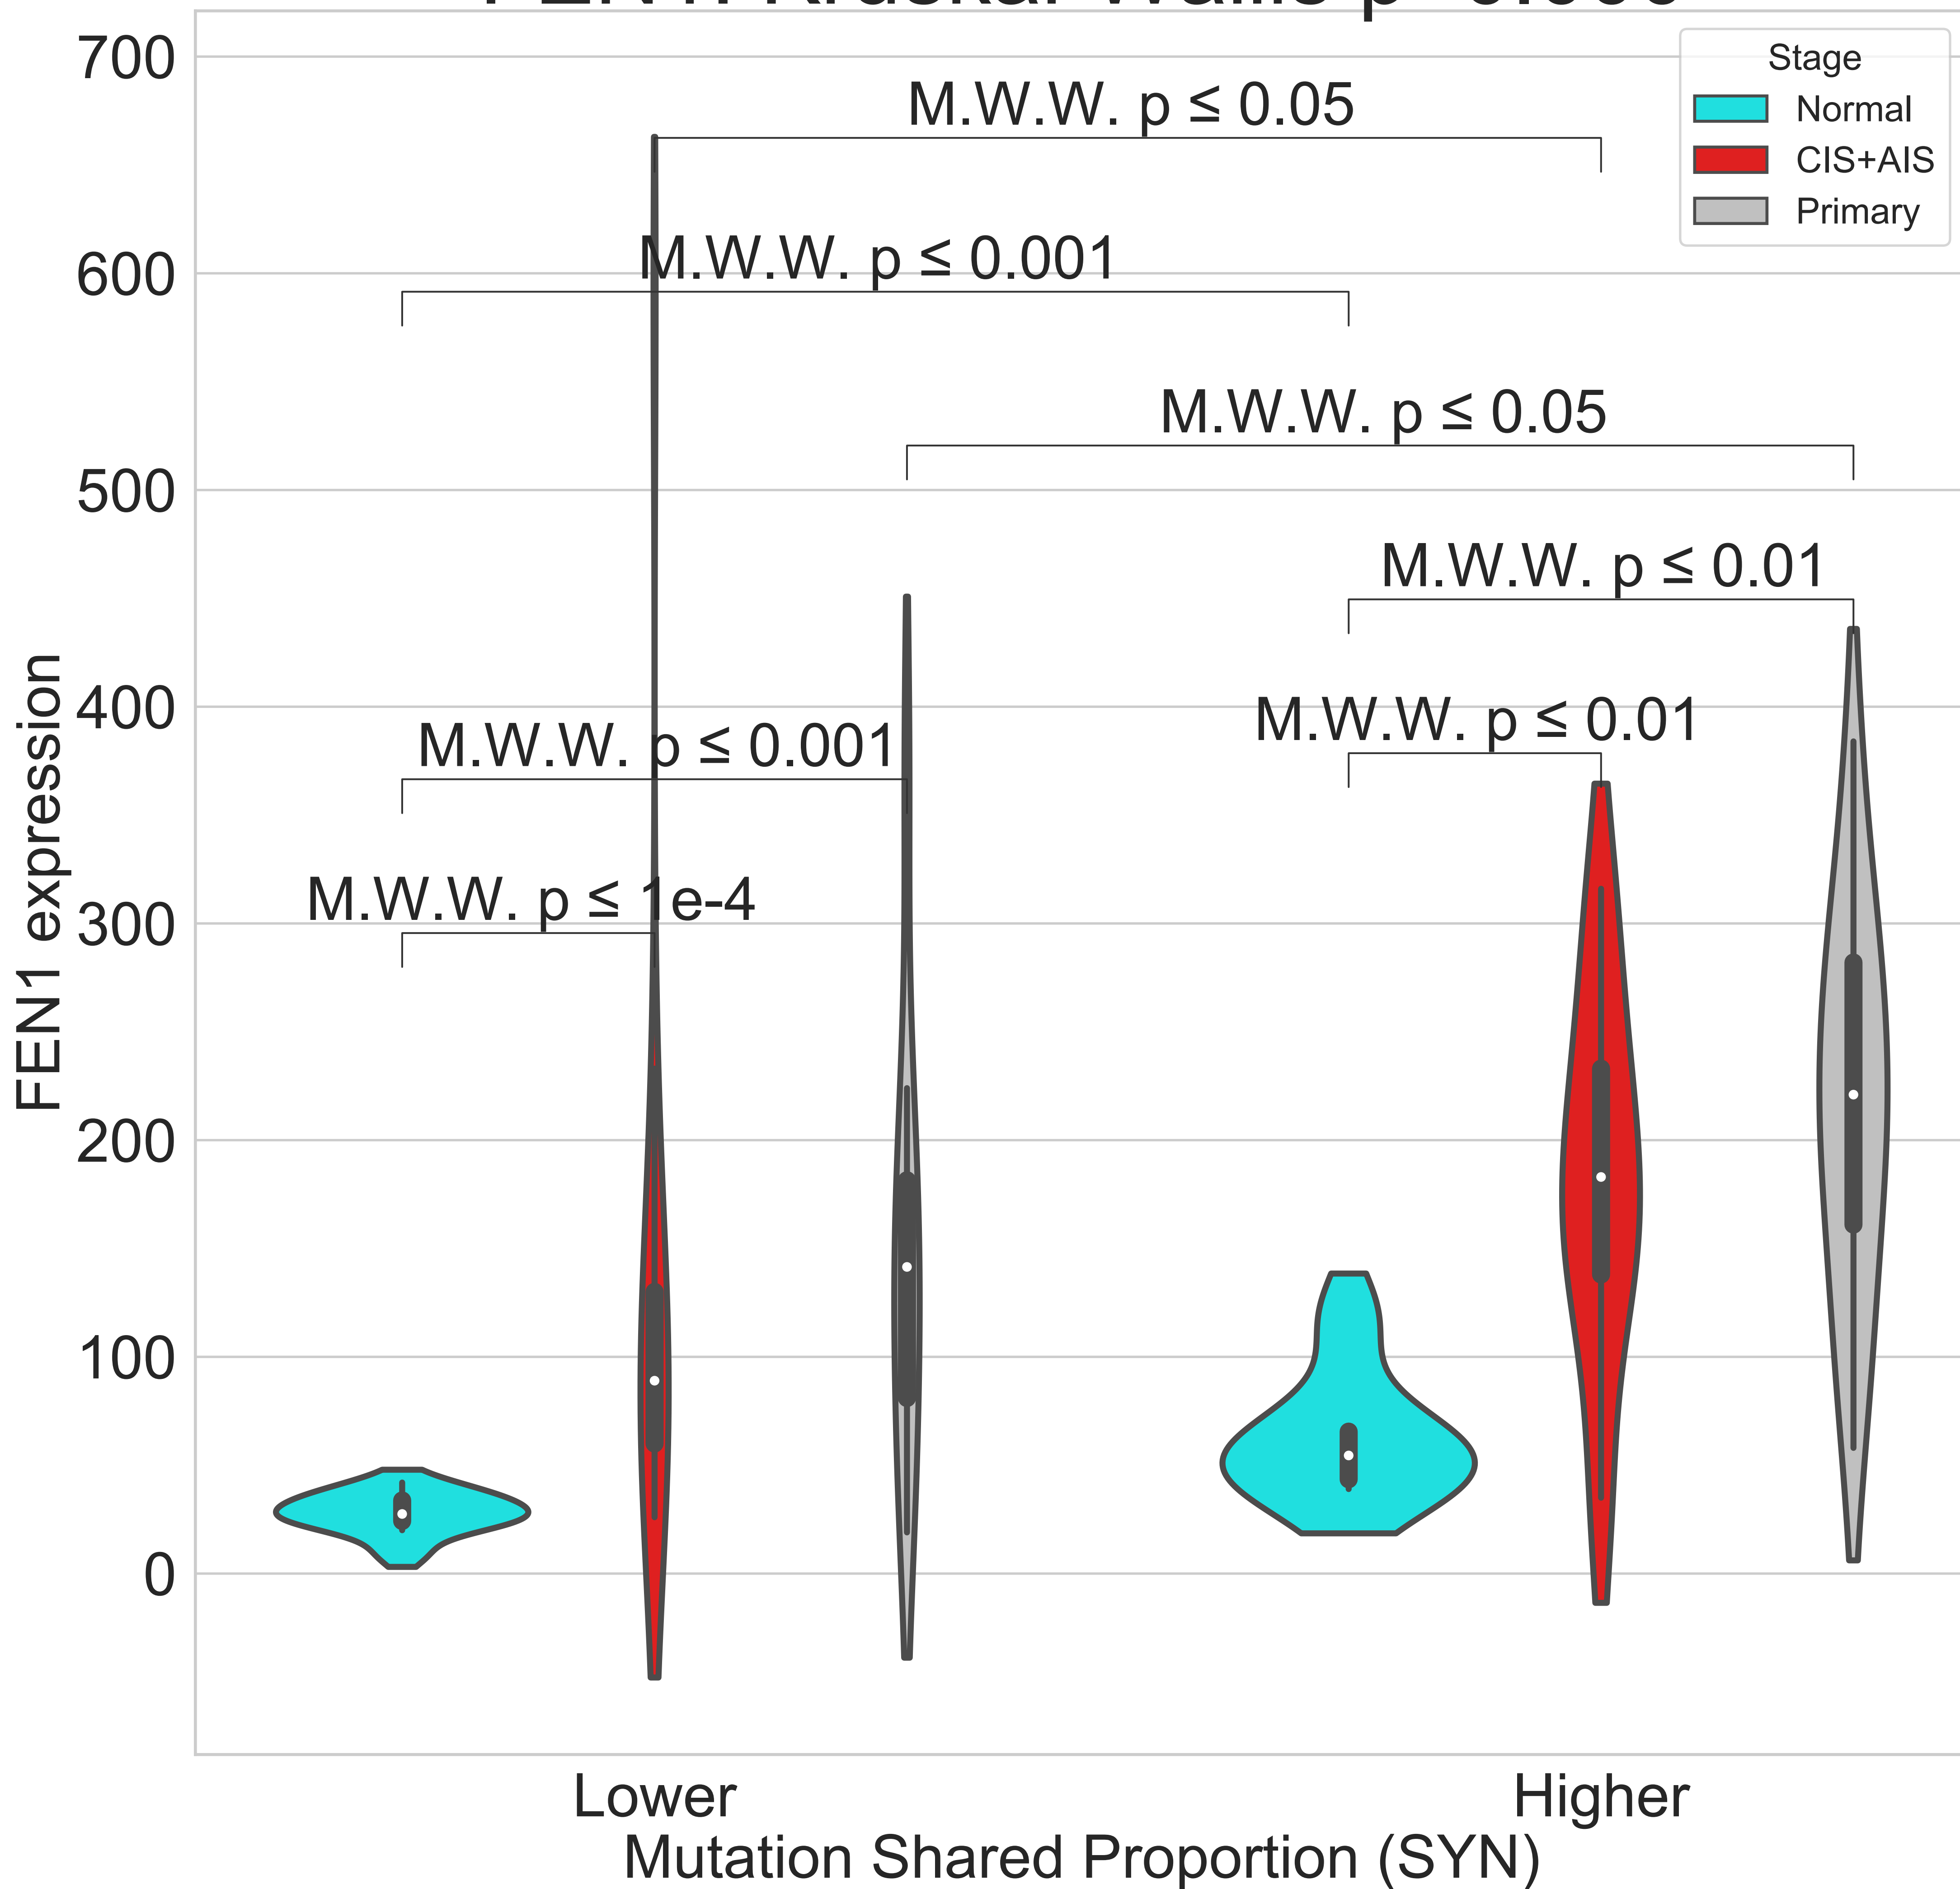 700
600
500
400
300
200
100
0
FEN1 expression
Stage
Normal
CIS+AIS
Primary
M.W.W. p ≤ 0.05
M.W.W. p ≤ 0.001
M.W.W. p ≤ 0.05
M.W.W. p ≤ 0.01
M.W.W. p ≤ 0.01
M.W.W. p ≤ 0.001
M.W.W. p ≤ 1e-4
Lower
Higher
Mutation Shared Proportion (SYN)